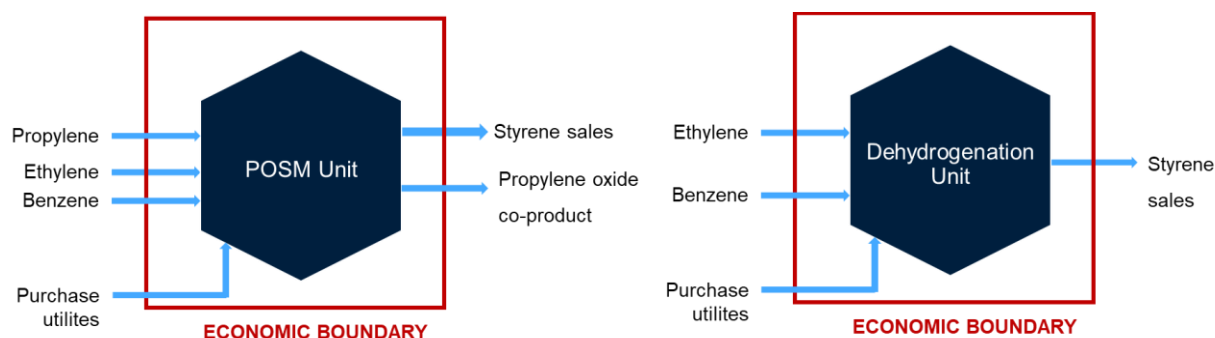 Propylene
Ethylene
Benzene
Purchase
utilites
POSM Unit
Styrene sales
Propylene oxide
co-product
ECONOMIC BOUNDARY
Ethylene
Benzene
Purchase
utilites
Dehydrogenation
Unit
Styrene
sales
ECONOMIC BOUNDARY